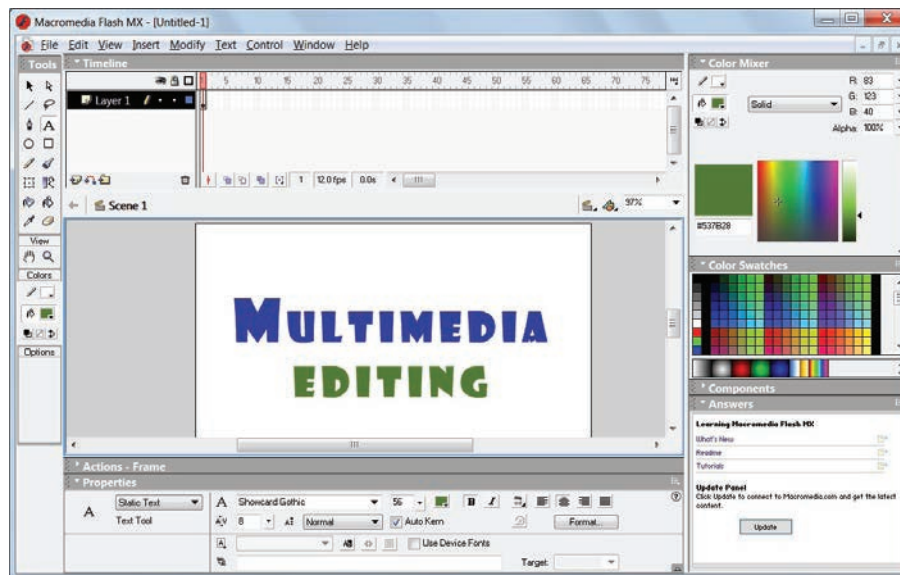 Macromedia Flash MX - [Untitled-1]
File Edit View Insert Modify Text Control Window Help
Tools
Timeline
5 10 15 20 25 30 35 40 45 50 55 60 65 70 75
Layer 1
1 12.0 fps 0.0s
Scene 1
97%
View
Colors
Options
MULTIMEDIA
EDITING
Color Mixer
R: 83
Solid
G: 123
B: 40
Alpha: 100%
#537B28
Color Swatches
Components
Answers
Learning Macromedia Flash MX
What's New
Readme
Tutorials
Update Panel
Click Update to connect to Macromedia.com and get the latest
content.
Update
Actions - Frame
Properties
Static Text
A Showcard Gothic 56 B I
A Text Tool
A/V 8 Normal Auto Kern Format...
Use Device Fonts
Target: